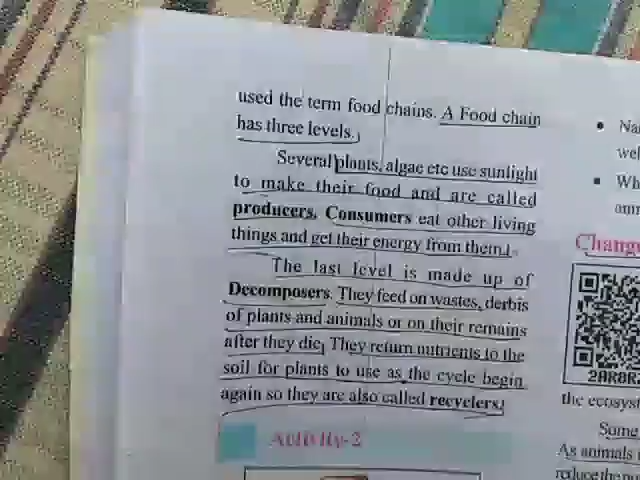 used the term food chains. A Food chain
has three levels.
Several plants, algae etc use sunlight
to make their food and are called
producers. Consumers eat other living
things and get their energy from them.
The last level is made up of
Decomposers. They feed on wastes, derbis
of plants and animals or on their remains
after they die. They return nutrients to the
soil for plants to use as the cycle begin
again so they are also called recyclers.
Activity-2
Change
the ecosyst
Some
As animals